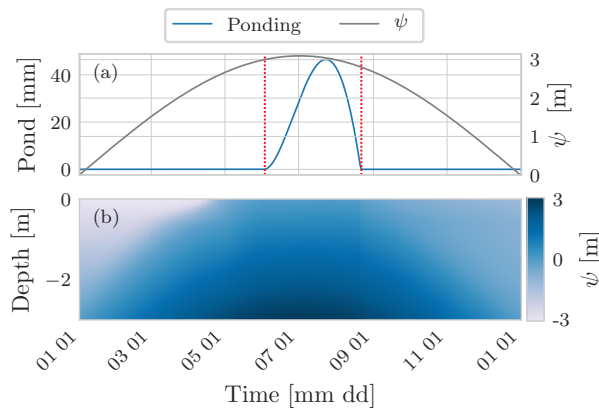 Ponding ψ
(a)
Pond [mm]
40
20
0
3
2
1
0
ψ [m]
(b)
Depth [m]
0
−2
3
0
-3
ψ [m]
01 01 03 01 05 01 07 01 09 01 11 01 01 01
Time [mm dd]